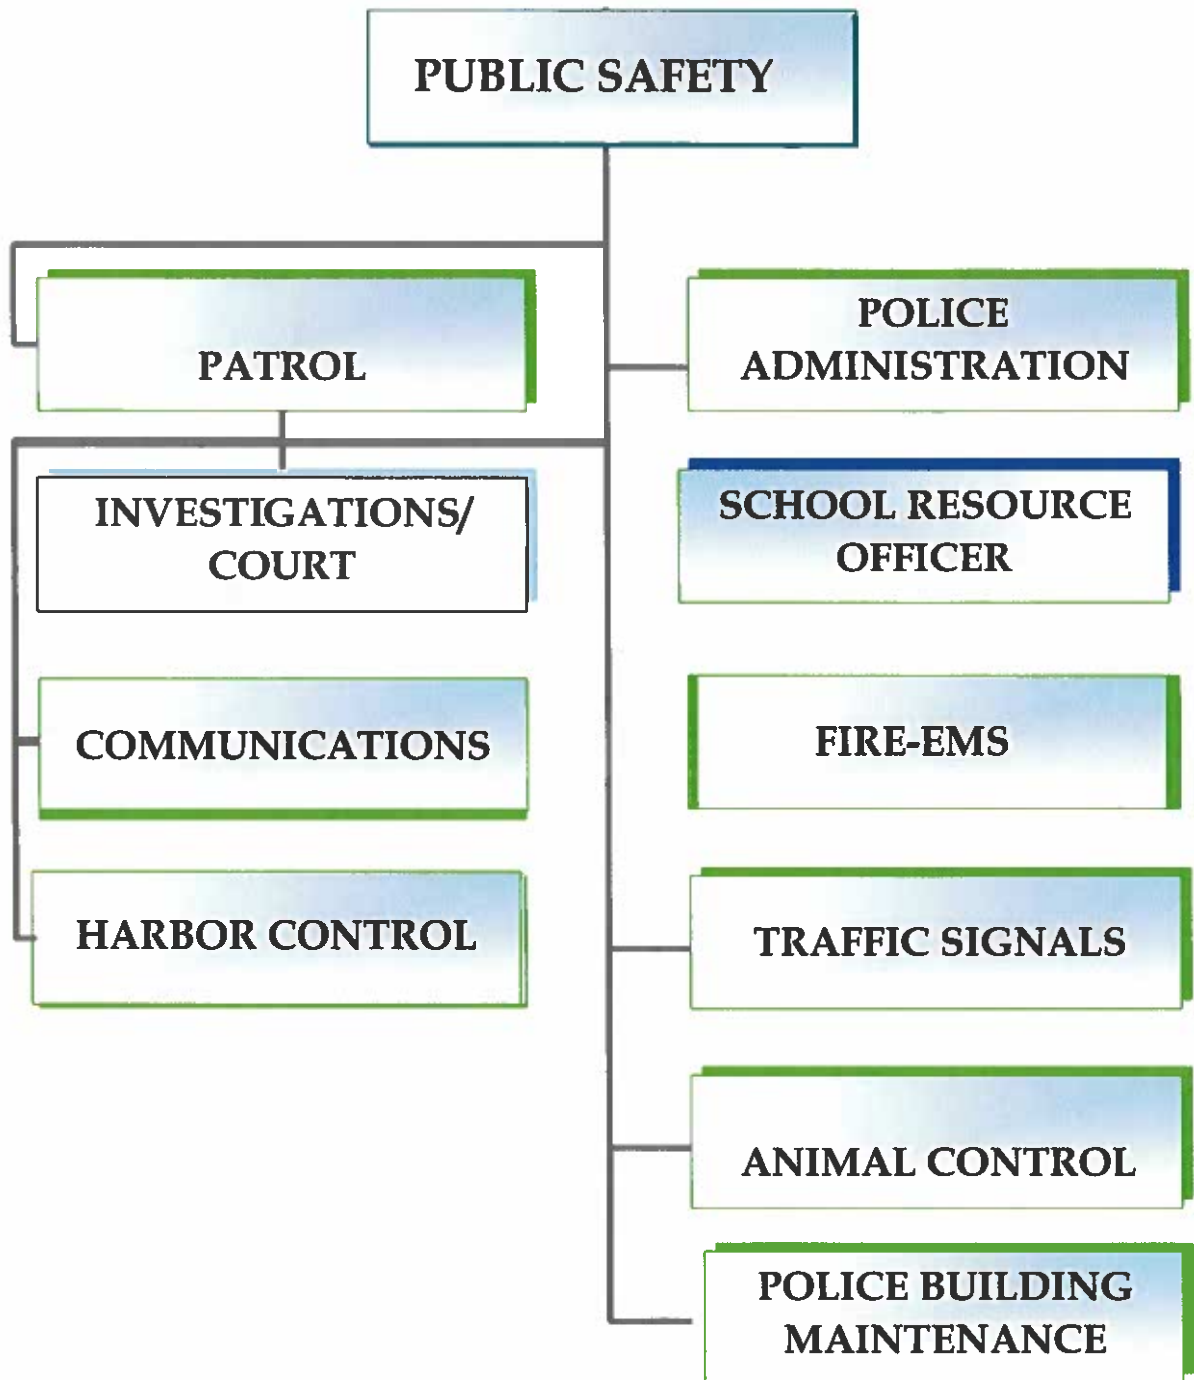 PUBLIC SAFETY
PATROL
POLICE
ADMINISTRATION
INVESTIGATIONS/
COURT
SCHOOL RESOURCE
OFFICER
COMMUNICATIONS
FIRE-EMS
HARBOR CONTROL
TRAFFIC SIGNALS
ANIMAL CONTROL
POLICE BUILDING
MAINTENANCE